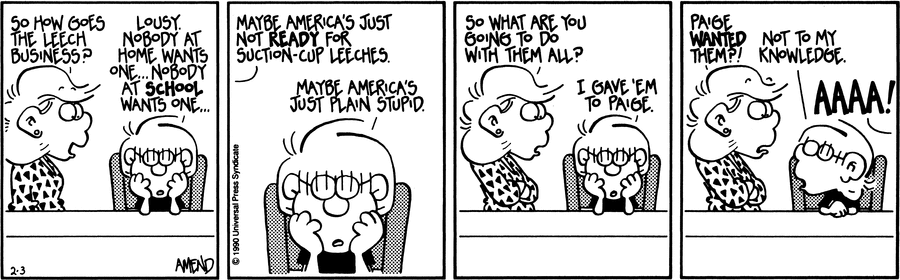 SO HOW GOES
THE LEECH
BUSINESS?
LOUSY.
NOBODY AT
HOME WANTS
ONE... NOBODY
AT SCHOOL
WANTS ONE...
2-3
AMEND
MAYBE AMERICA'S JUST
NOT READY FOR
SUCTION-CUP LEECHES.
MAYBE AMERICA'S
JUST PLAIN STUPID.
© 1990 Universal Press Syndicate
SO WHAT ARE YOU
GOING TO DO
WITH THEM ALL?
I GAVE 'EM
TO PAIGE.
PAIGE
WANTED
THEM?!
NOT TO MY
KNOWLEDGE.
AAAA!